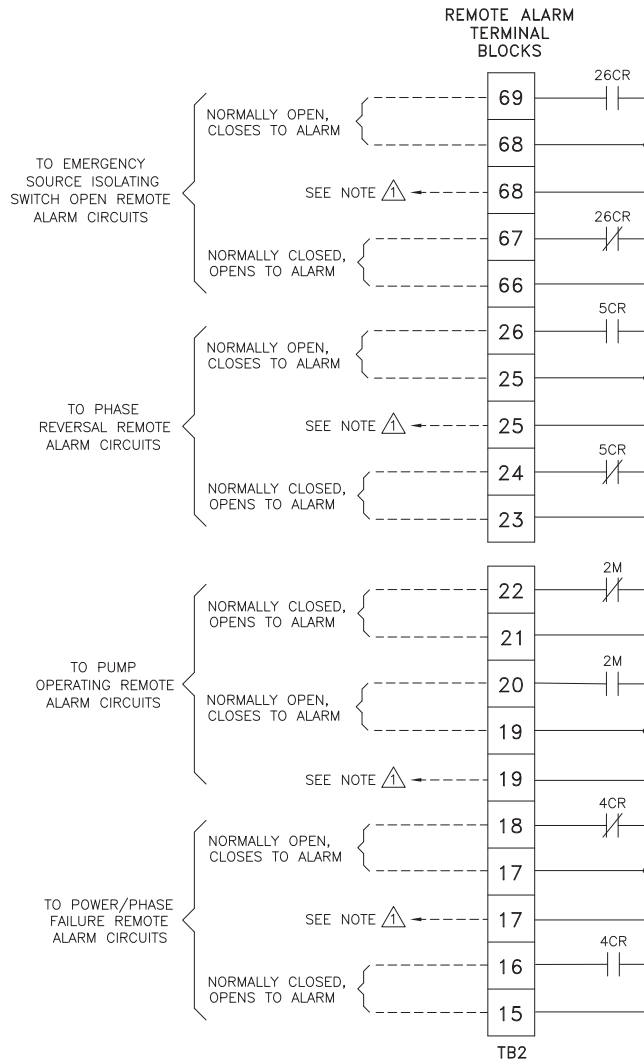 REMOTE ALARM
TERMINAL
BLOCKS
26CR
69
NORMALLY OPEN,
CLOSES TO ALARM
68
TO EMERGENCY
SOURCE ISOLATING
SWITCH OPEN REMOTE
ALARM CIRCUITS
SEE NOTE 1
68
26CR
67
NORMALLY CLOSED,
OPENS TO ALARM
66
5CR
26
NORMALLY OPEN,
CLOSES TO ALARM
25
TO PHASE
REVERSAL REMOTE
ALARM CIRCUITS
SEE NOTE 1
25
5CR
24
NORMALLY CLOSED,
OPENS TO ALARM
23
2M
22
NORMALLY CLOSED,
OPENS TO ALARM
21
TO PUMP
OPERATING REMOTE
ALARM CIRCUITS
2M
20
NORMALLY OPEN,
CLOSES TO ALARM
19
SEE NOTE 1
19
4CR
18
NORMALLY OPEN,
CLOSES TO ALARM
17
TO POWER/PHASE
FAILURE REMOTE
ALARM CIRCUITS
SEE NOTE 1
17
4CR
16
NORMALLY CLOSED,
OPENS TO ALARM
15
TB2